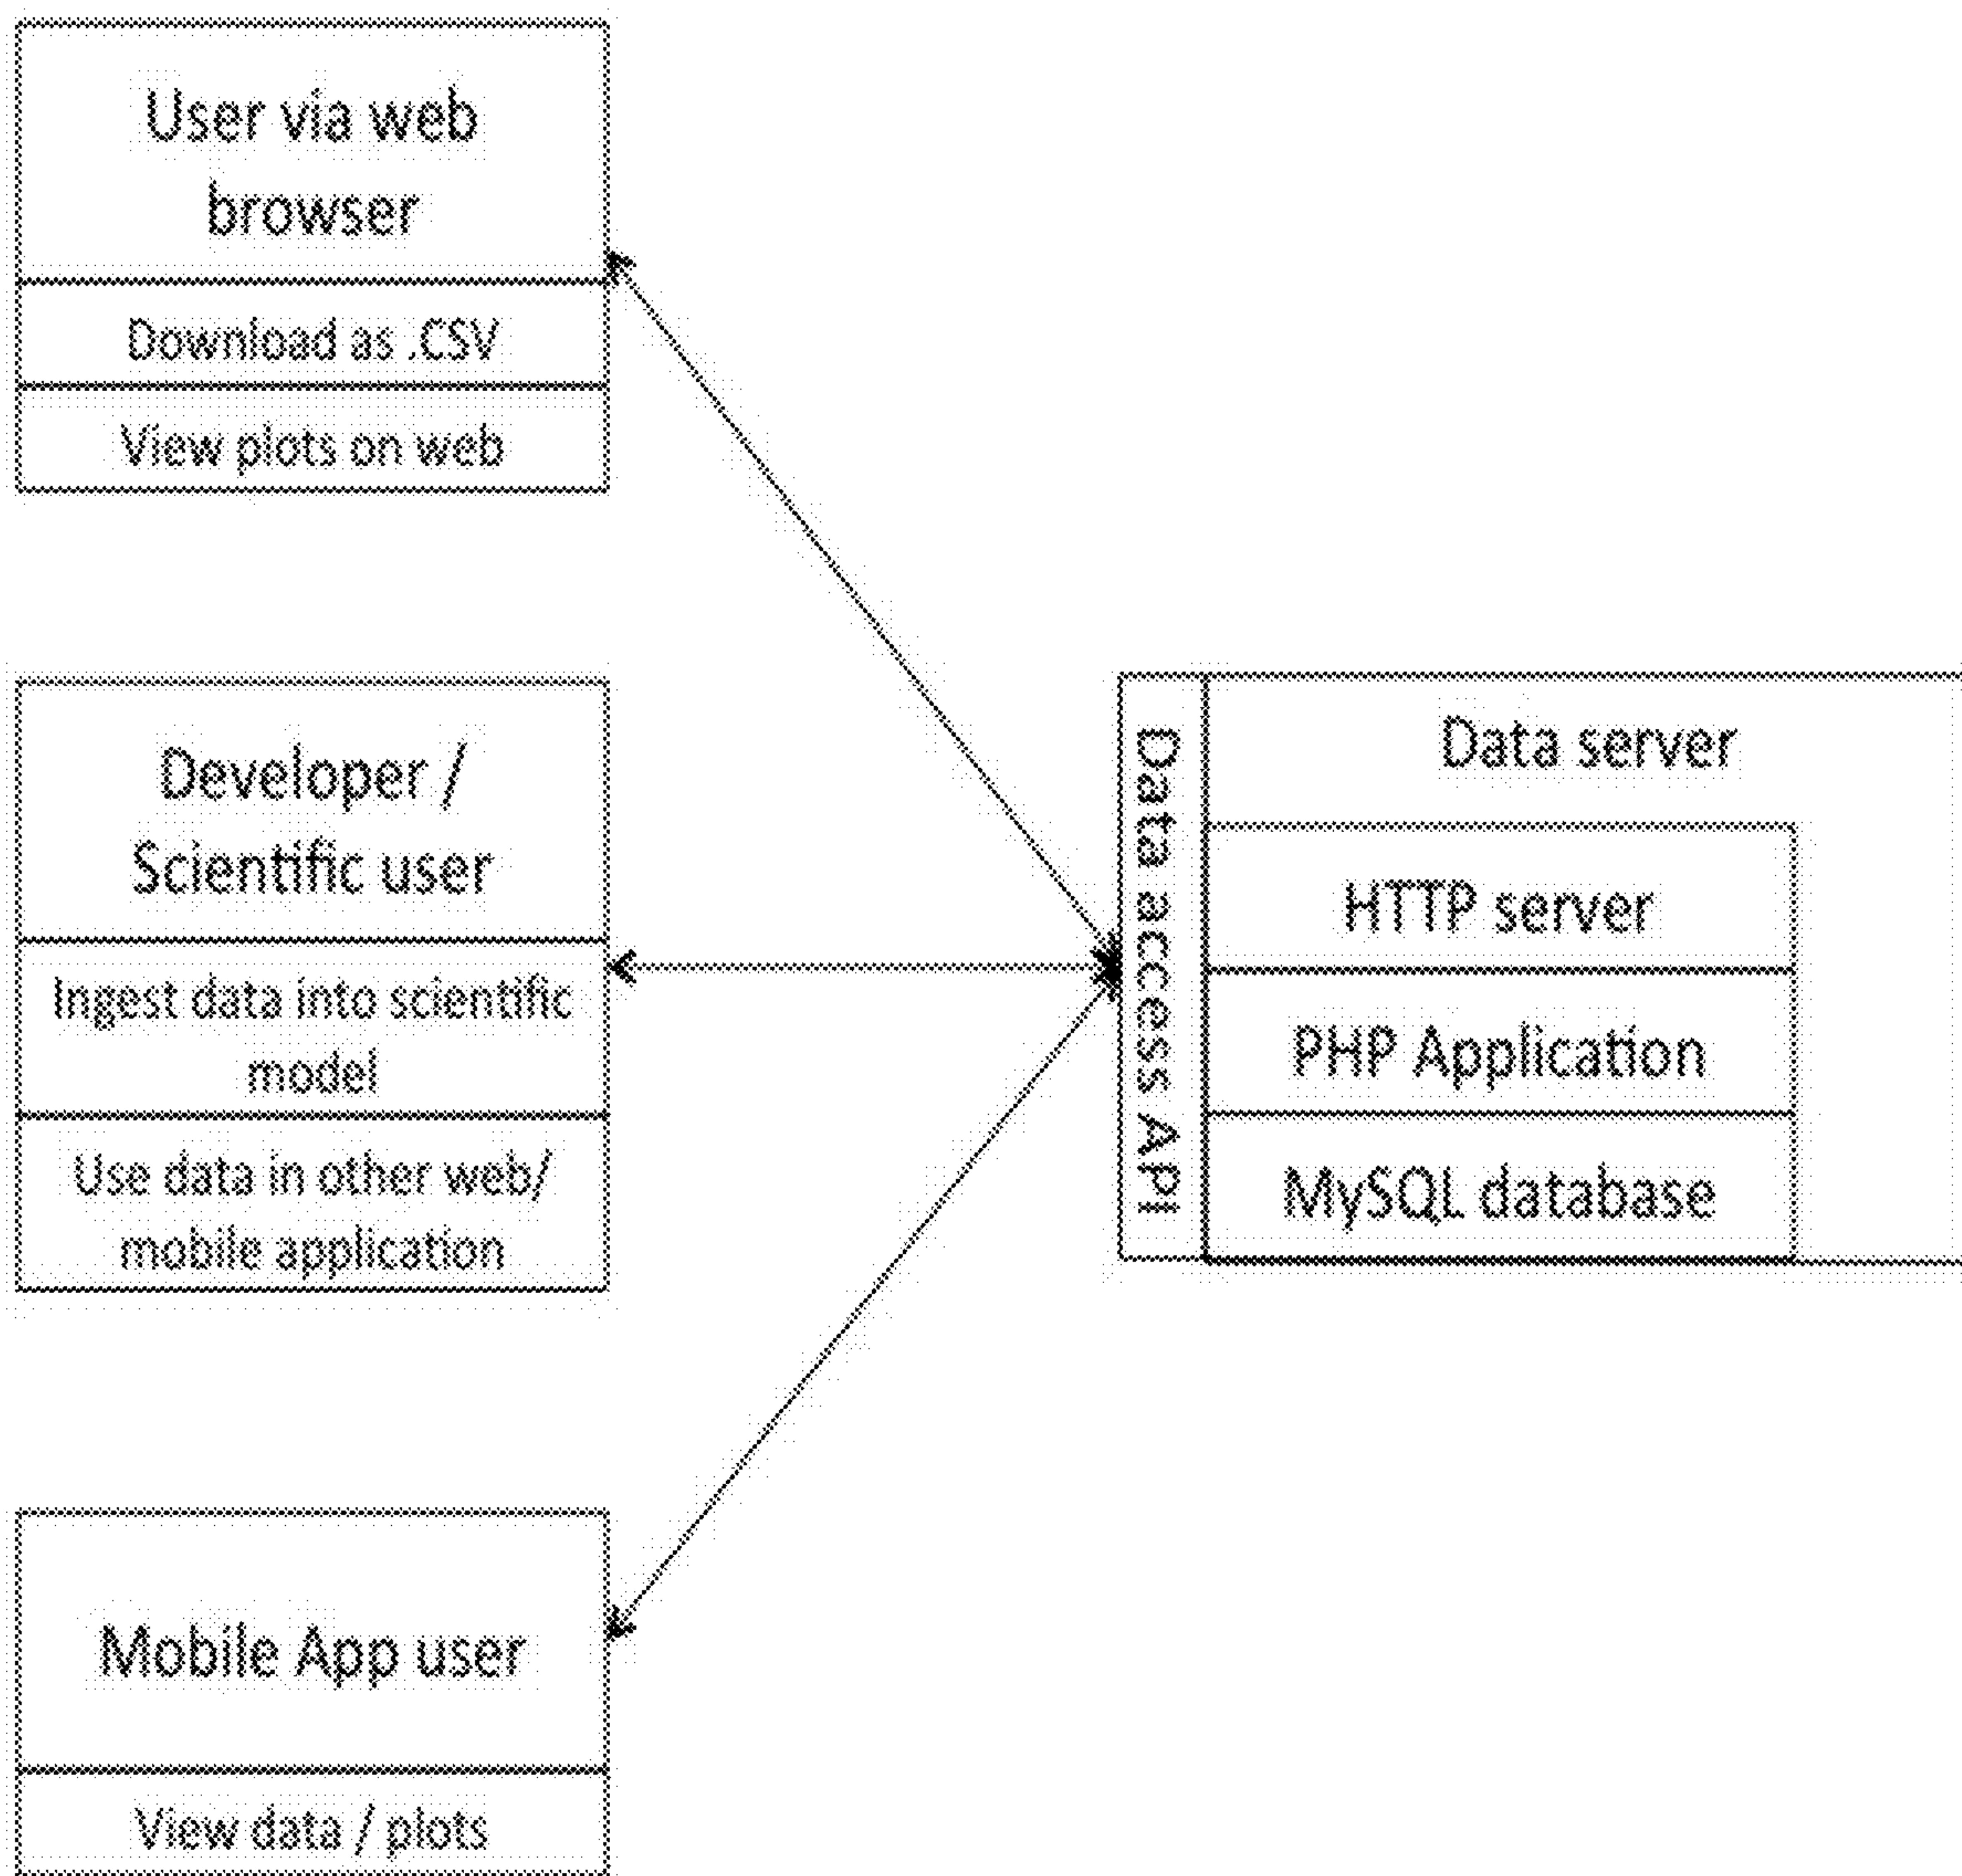 User via web
browser
Download as .CSV
View plots on web
Developer /
Scientific user
Ingest data into scientific
model
Use data in other web/
mobile application
Mobile App user
View data / plots
Data access API
Data server
HTTP server
PHP Application
MySQL database